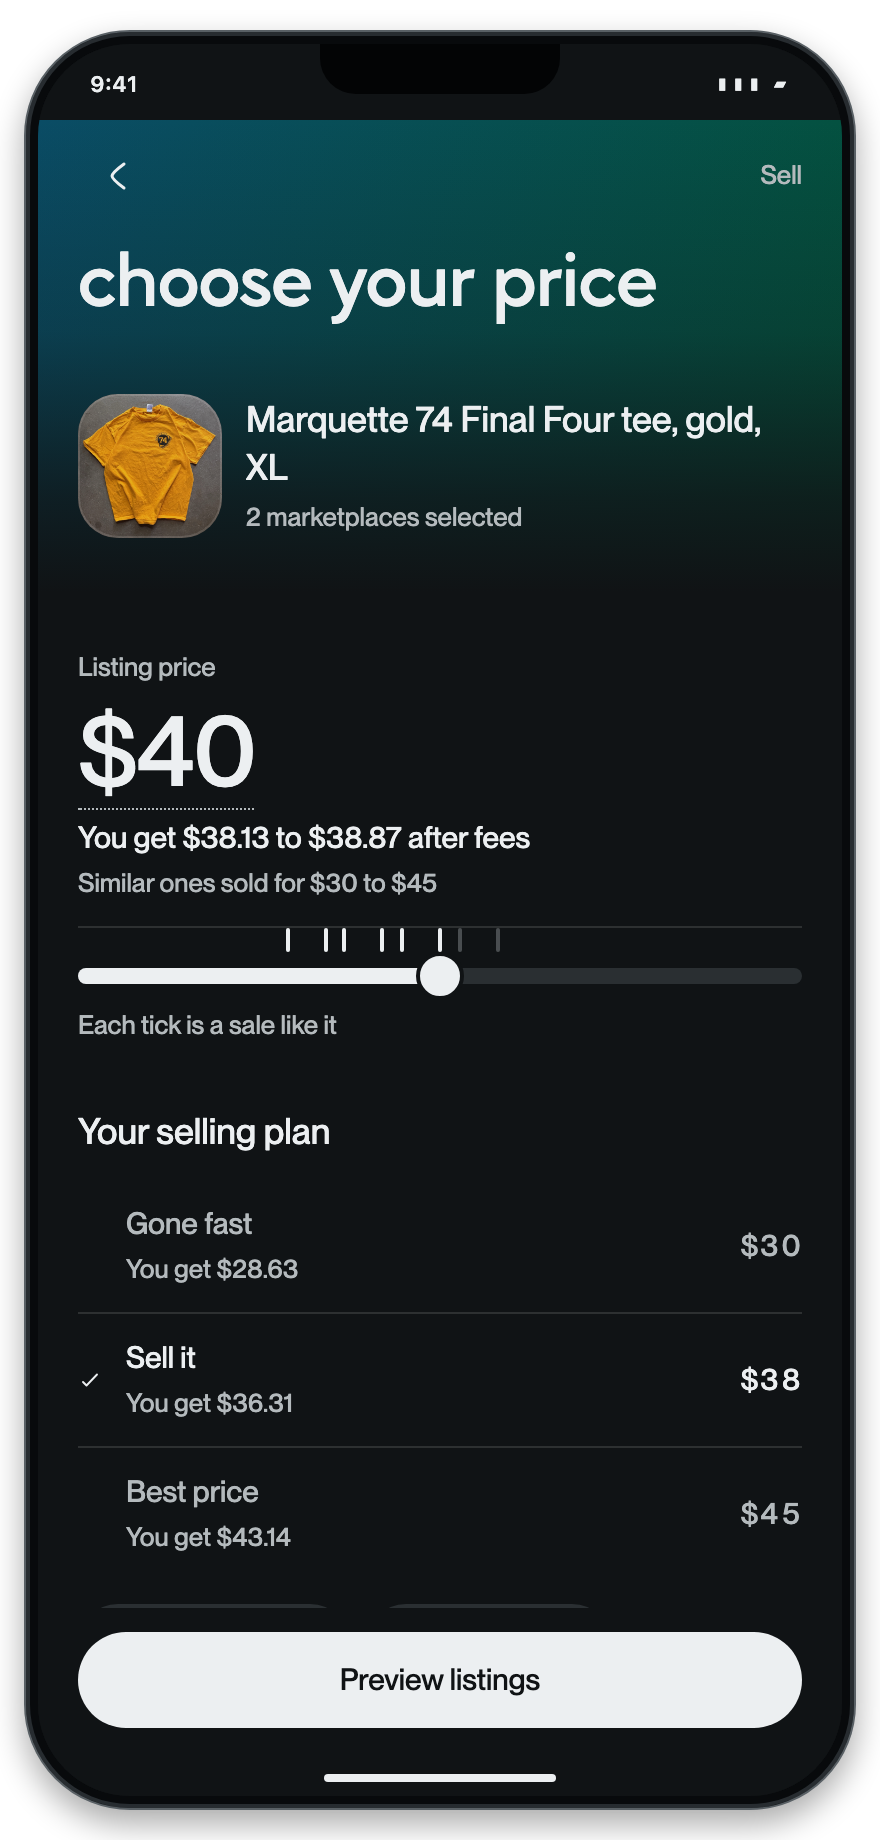 9:41
Sell
choose your price
74
Marquette 74 Final Four tee, gold,
XL
2 marketplaces selected
Listing price
$40
You get $38.13 to $38.87 after fees
Similar ones sold for $30 to $45
Each tick is a sale like it
Your selling plan
Gone fast
$30
You get $28.63
Sell it
$38
You get $36.31
Best price
$45
You get $43.14
Preview listings